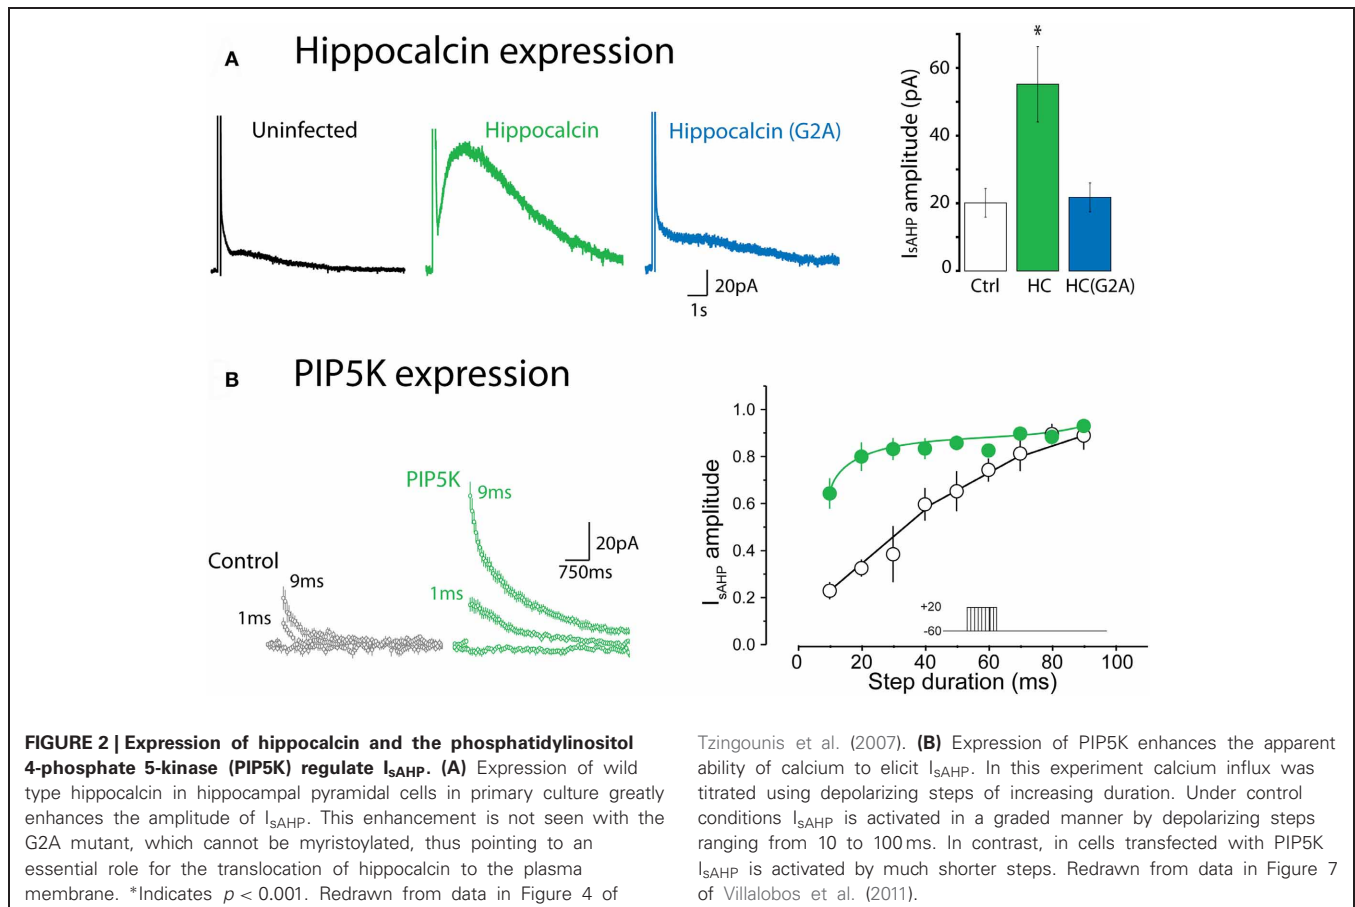 A
Hippocalcin expression
Uninfected
Hippocalcin
Hippocalcin (G2A)
20pA
1s
IsAHP amplitude (pA)
60
40
20
0
*
Ctrl
HC
HC(G2A)
B
PIP5K expression
Control
9ms
1ms
PIP5K
9ms
1ms
20pA
750ms
IsAHP amplitude
1.0
0.8
0.6
0.4
0.2
0.0
+20
-60
0
20
40
60
80
100
Step duration (ms)
FIGURE 2 | Expression of hippocalcin and the phosphatidylinositol
4-phosphate 5-kinase (PIP5K) regulate IsAHP. (A) Expression of wild
type hippocalcin in hippocampal pyramidal cells in primary culture greatly
enhances the amplitude of IsAHP. This enhancement is not seen with the
G2A mutant, which cannot be myristoylated, thus pointing to an
essential role for the translocation of hippocalcin to the plasma
membrane. *Indicates p < 0.001. Redrawn from data in Figure 4 of
Tzingounis et al. (2007). (B) Expression of PIP5K enhances the apparent
ability of calcium to elicit IsAHP. In this experiment calcium influx was
titrated using depolarizing steps of increasing duration. Under control
conditions IsAHP is activated in a graded manner by depolarizing steps
ranging from 10 to 100 ms. In contrast, in cells transfected with PIP5K
IsAHP is activated by much shorter steps. Redrawn from data in Figure 7
of Villalobos et al. (2011).